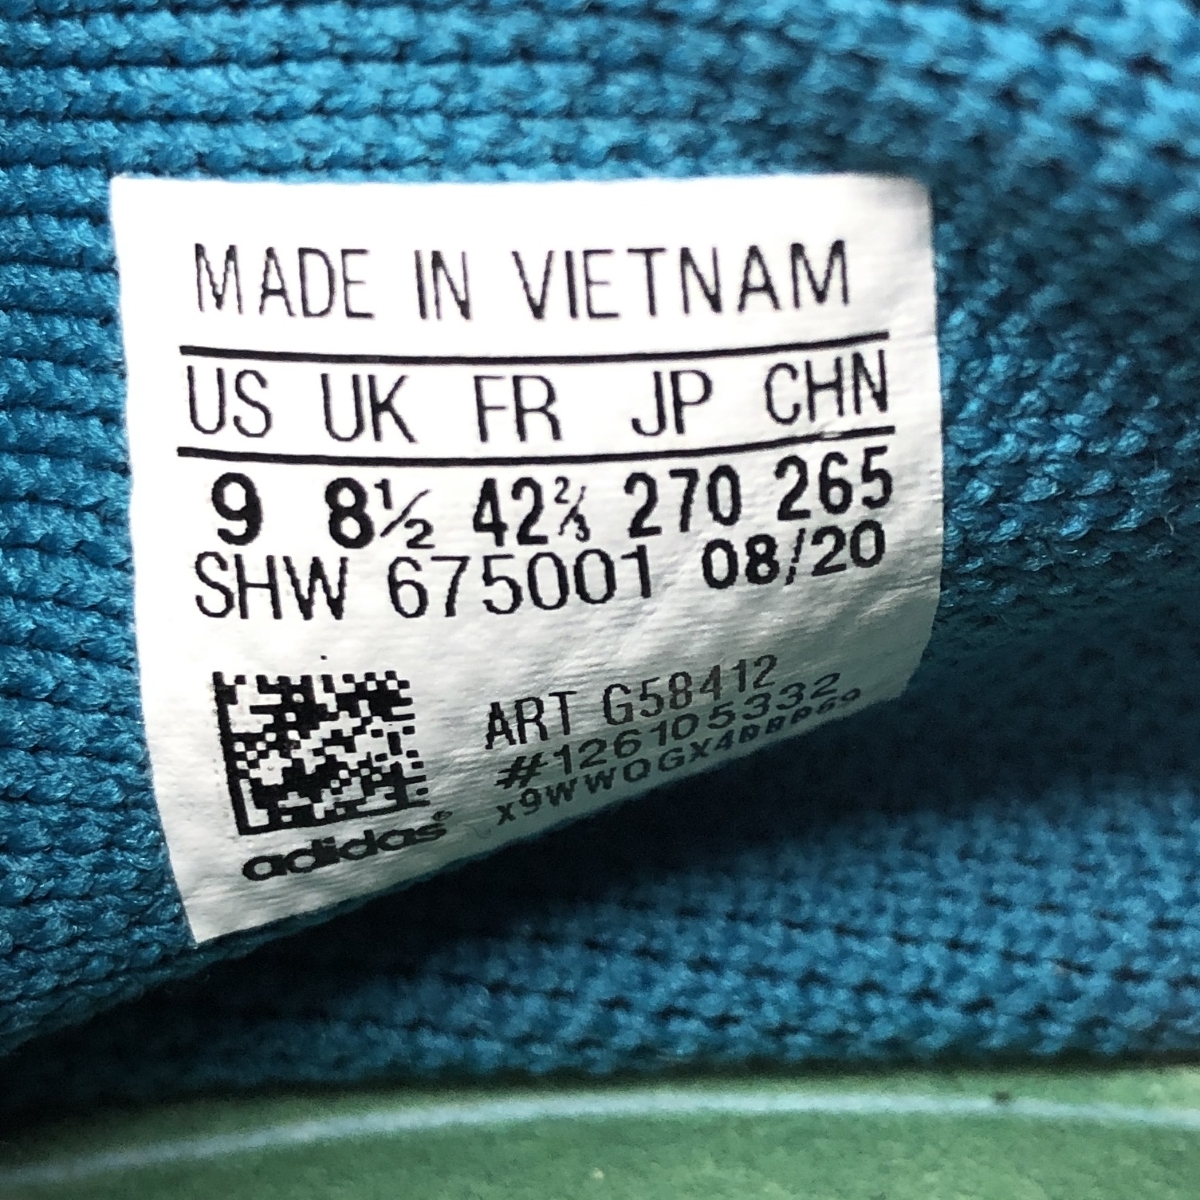 MADE IN VIETNAM
US UK FR JP CHN
9 8½ 42⅔ 270 265
SHW 675001 08/20
ART G58412
#126105332
adidas®